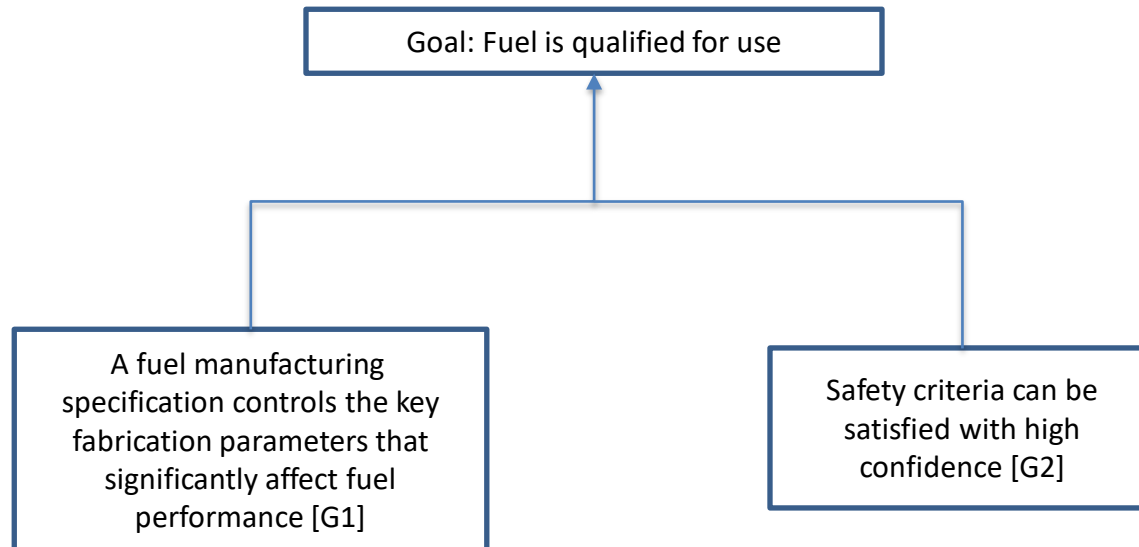 Goal: Fuel is qualified for use
A fuel manufacturing
specification controls the key
fabrication parameters that
significantly affect fuel
performance [G1]
Safety criteria can be
satisfied with high
confidence [G2]